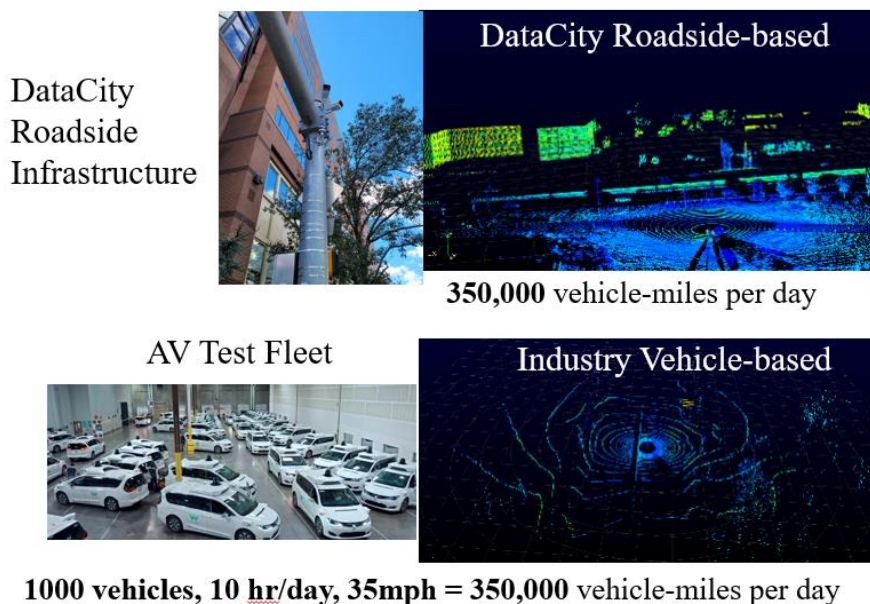 DataCity Roadside-based
DataCity
Roadside
Infrastructure
350,000 vehicle-miles per day
AV Test Fleet
Industry Vehicle-based
1000 vehicles, 10 hr/day, 35mph = 350,000 vehicle-miles per day